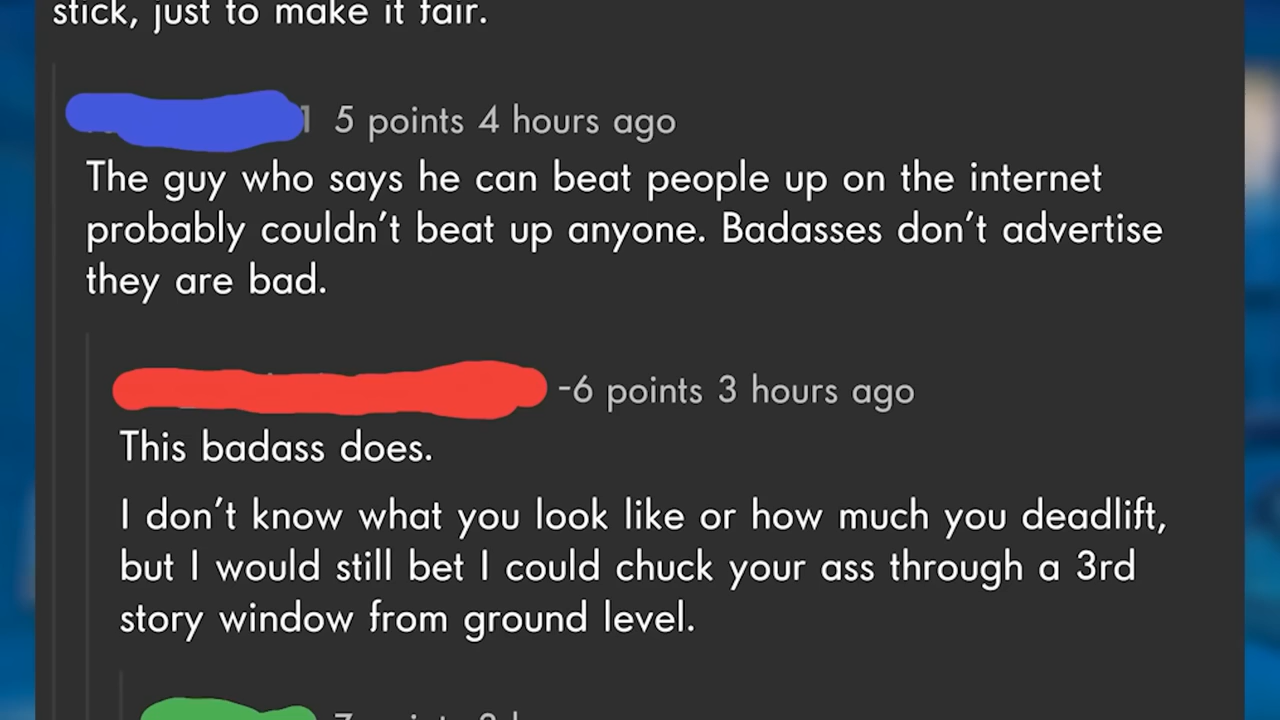 stick, just to make it fair.
5 points 4 hours ago
The guy who says he can beat people up on the internet
probably couldn’t beat up anyone. Badasses don’t advertise
they are bad.
-6 points 3 hours ago
This badass does.
I don’t know what you look like or how much you deadlift,
but I would still bet I could chuck your ass through a 3rd
story window from ground level.